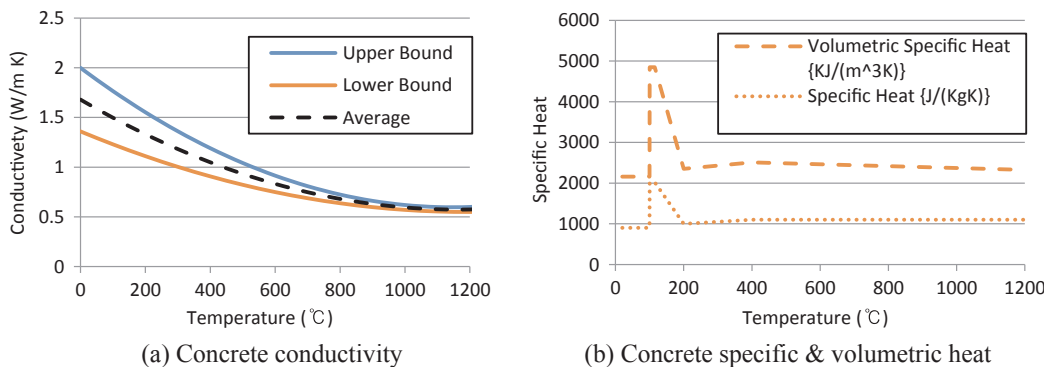 2.5
2
1.5
1
0.5
0
Conductivety (W/m K)
Upper Bound
Lower Bound
Average
0 200 400 600 800 1000 1200
Temperature (℃)
(a) Concrete conductivity
6000
5000
4000
3000
2000
1000
0
Specific Heat
Volumetric Specific Heat
{KJ/(m^3K)}
Specific Heat {J/(KgK)}
0 200 400 600 800 1000 1200
Temperature (℃)
(b) Concrete specific & volumetric heat